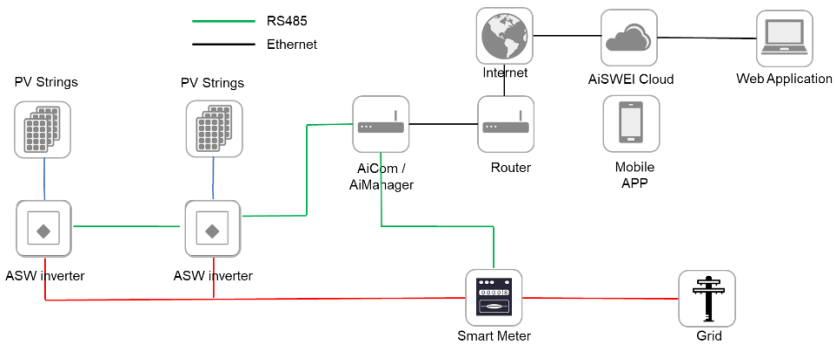 RS485
Ethernet
PV Strings
PV Strings
Internet
AiSWEI Cloud
Web Application
AiCom /
AiManager
Router
Mobile
APP
ASW inverter
ASW inverter
Smart Meter
Grid